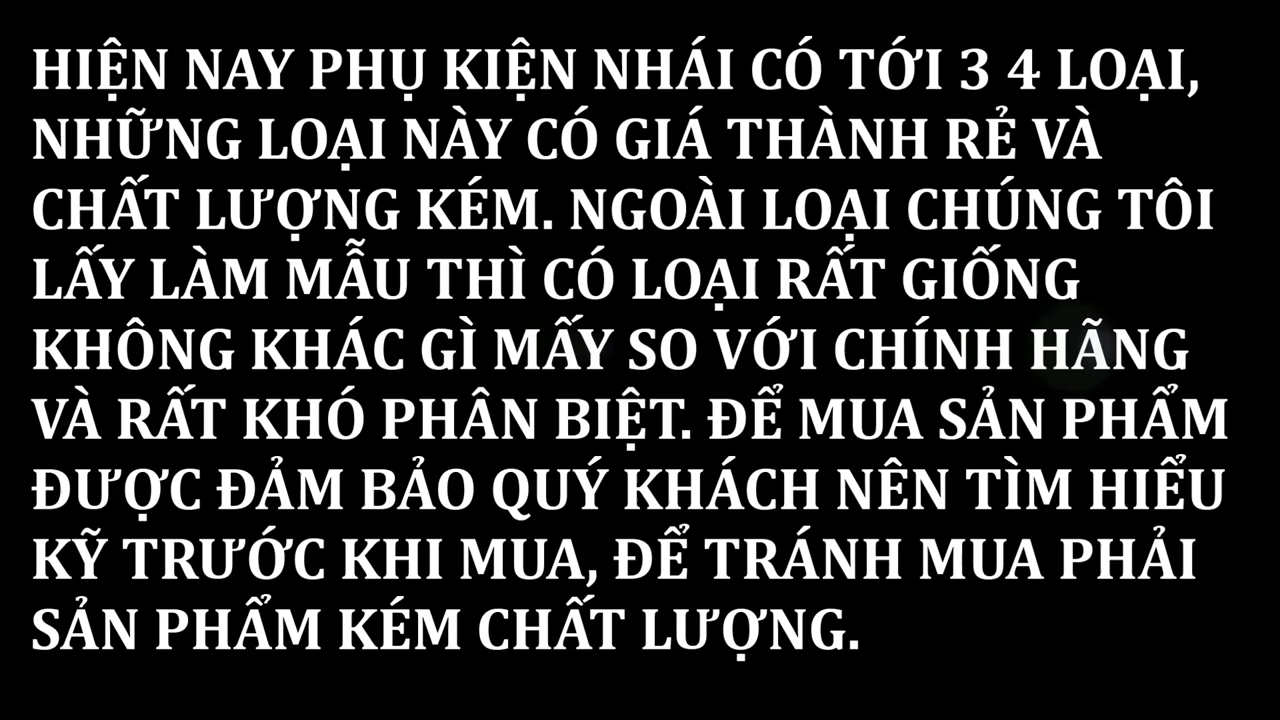 HIỆN NAY PHỤ KIỆN NHÁI CÓ TỚI 3 4 LOẠI,
NHỮNG LOẠI NÀY CÓ GIÁ THÀNH RẺ VÀ
CHẤT LƯỢNG KÉM. NGOÀI LOẠI CHÚNG TÔI
LẤY LÀM MẪU THÌ CÓ LOẠI RẤT GIỐNG
KHÔNG KHÁC GÌ MẤY SO VỚI CHÍNH HÃNG
VÀ RẤT KHÓ PHÂN BIỆT. ĐỂ MUA SẢN PHẨM
ĐƯỢC ĐẢM BẢO QUÝ KHÁCH NÊN TÌM HIỂU
KỸ TRƯỚC KHI MUA, ĐỂ TRÁNH MUA PHẢI
SẢN PHẨM KÉM CHẤT LƯỢNG.